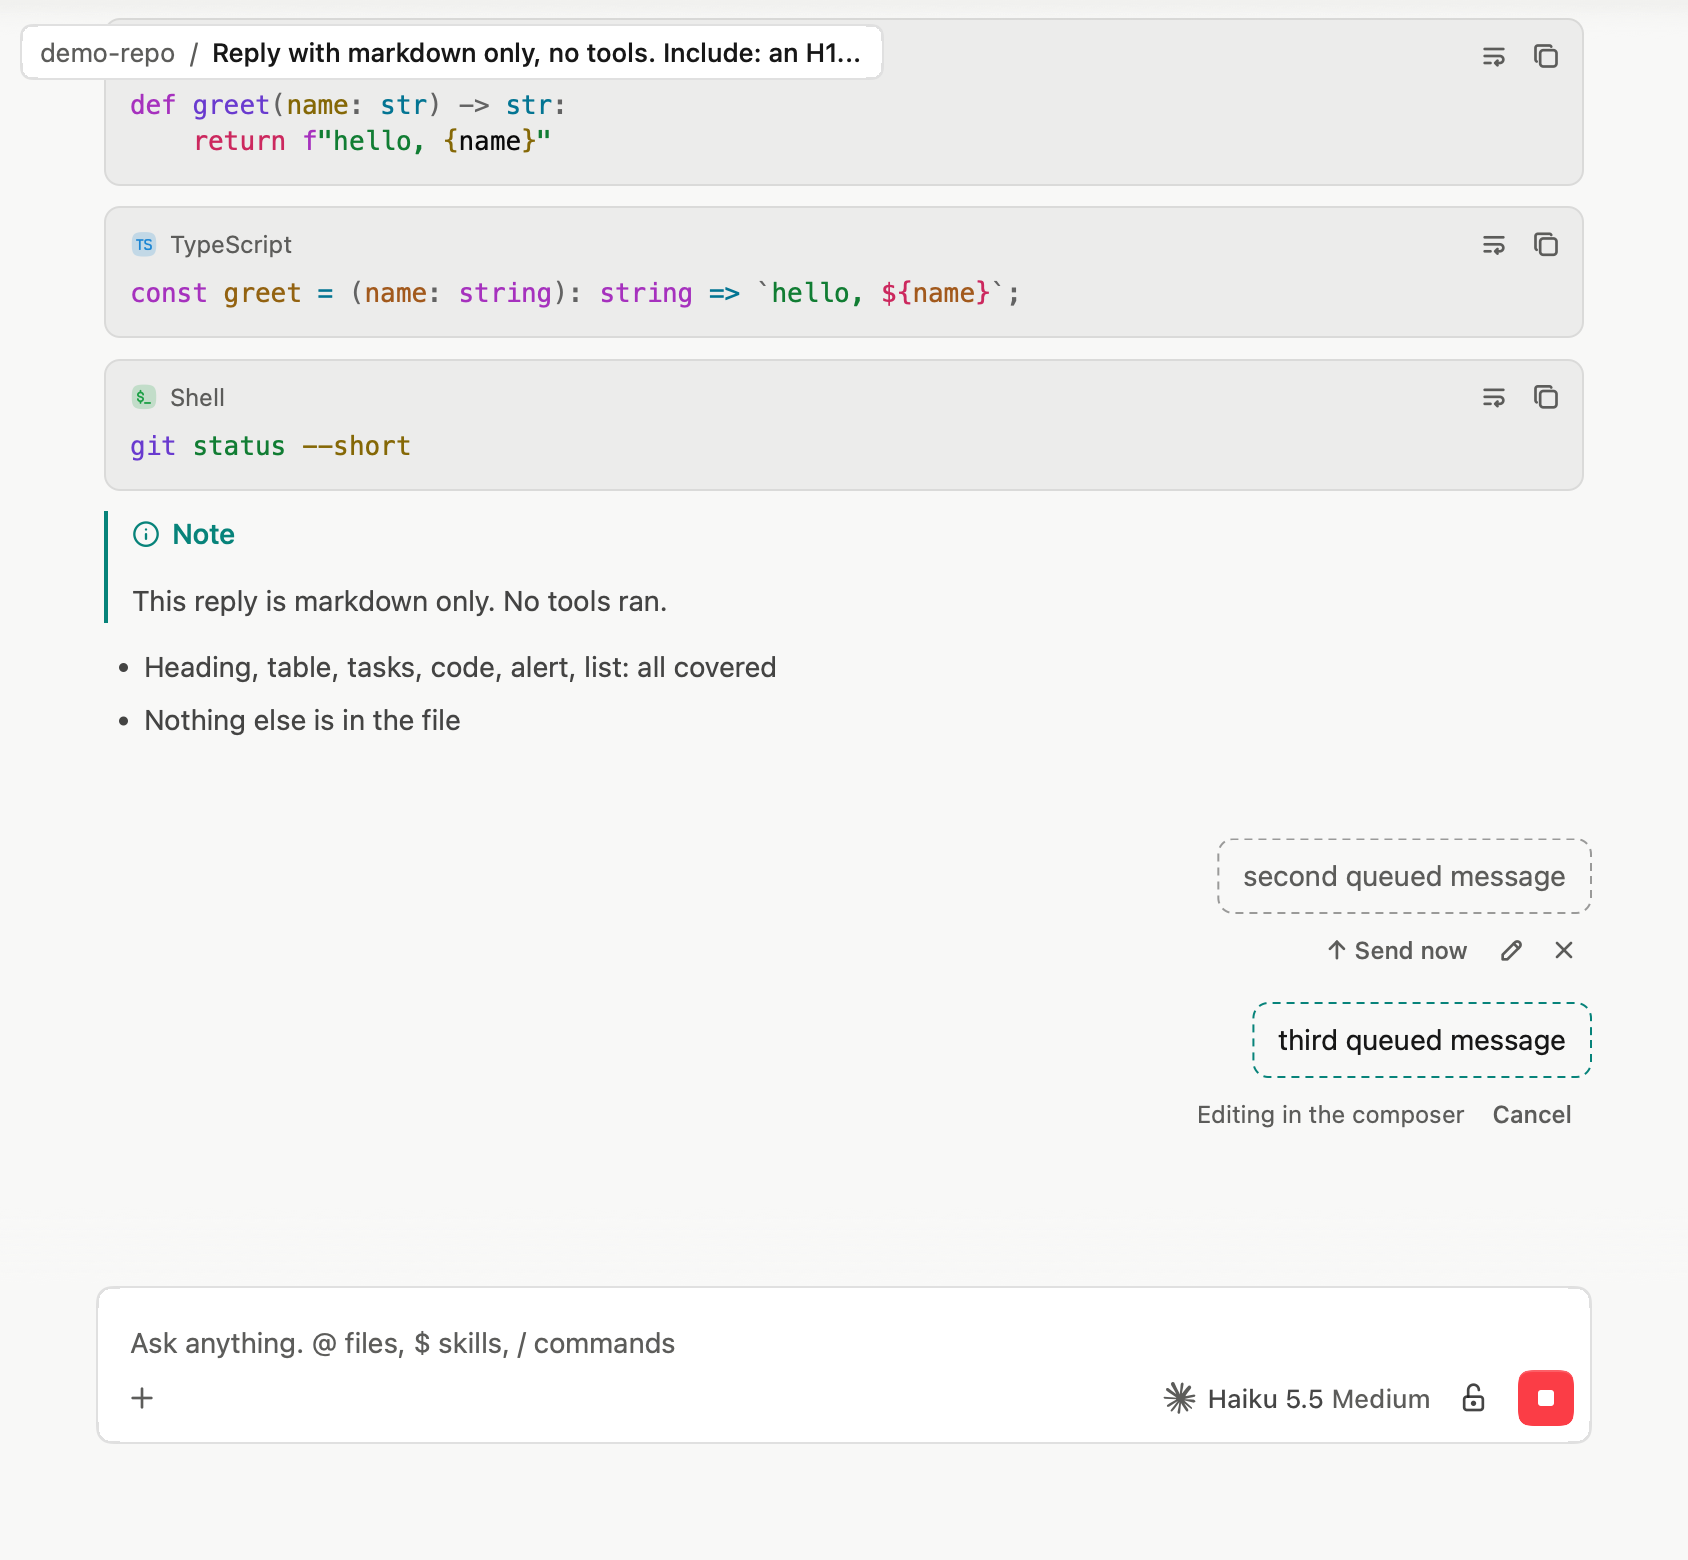 demo-repo / Reply with markdown only, no tools. Include: an H1...
def greet(name: str) -> str:
    return f"hello, {name}"
TS TypeScript
const greet = (name: string): string => `hello, ${name}`;
$_ Shell
git status --short
Note
This reply is markdown only. No tools ran.
• Heading, table, tasks, code, alert, list: all covered
• Nothing else is in the file
second queued message
↑ Send now
third queued message
Editing in the composer Cancel
Ask anything. @ files, $ skills, / commands
+ Haiku 5.5 Medium